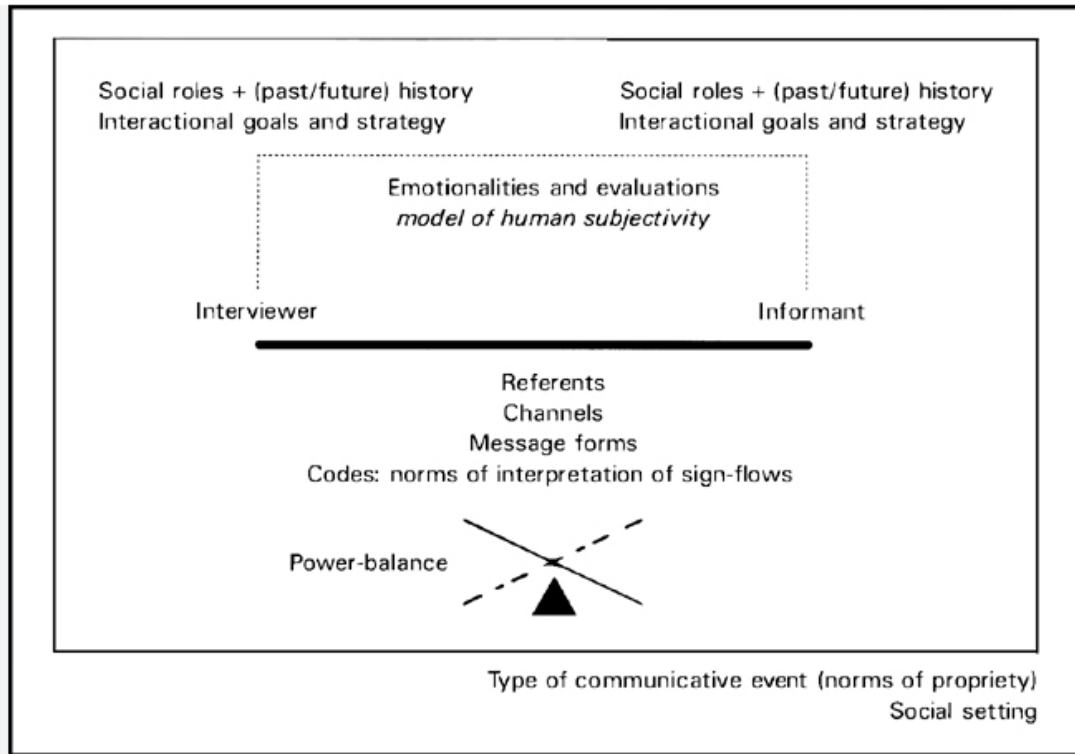 Social roles + (past/future) history
Interactional goals and strategy
Social roles + (past/future) history
Interactional goals and strategy
Emotionalities and evaluations
model of human subjectivity
Interviewer
Informant
Referents
Channels
Message forms
Codes: norms of interpretation of sign-flows
Power-balance
Type of communicative event (norms of propriety)
Social setting